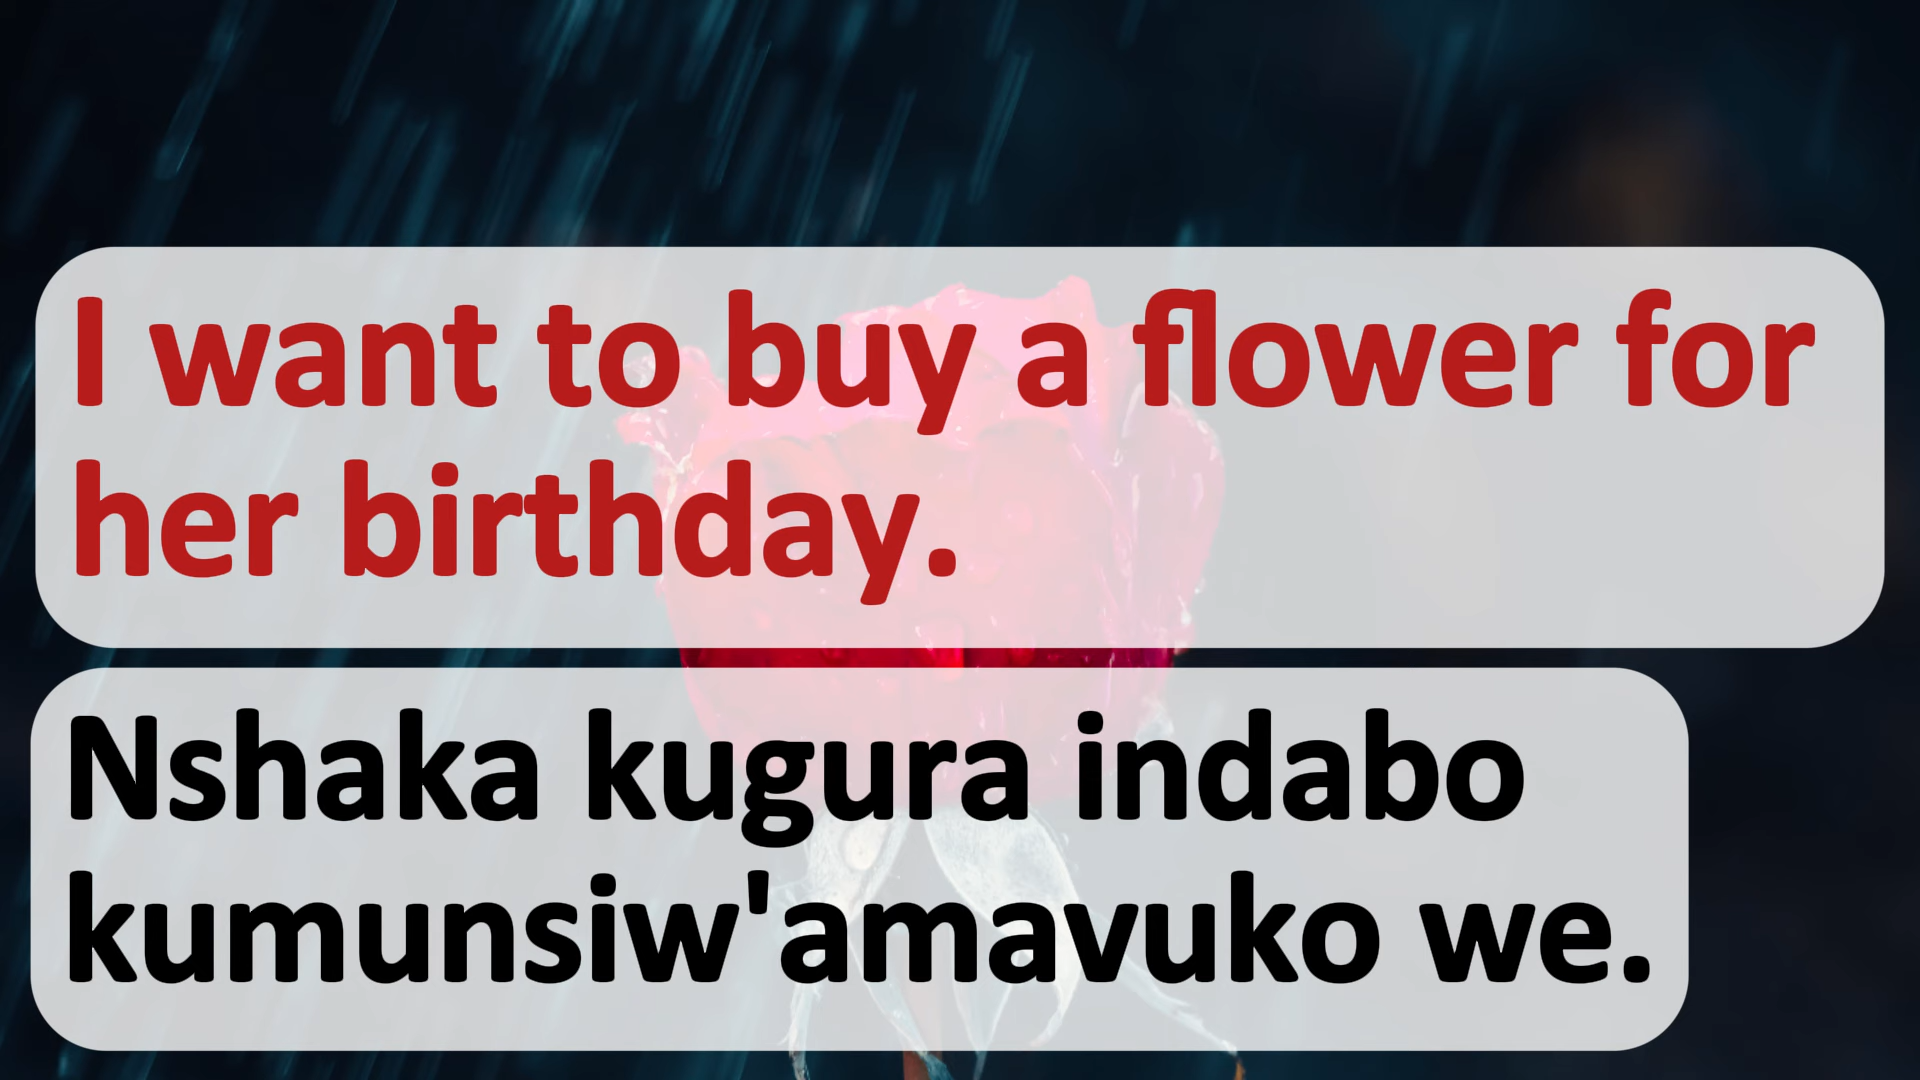 I want to buy a flower for
her birthday.
Nshaka kugura indabo
kumunsiw'amavuko we.